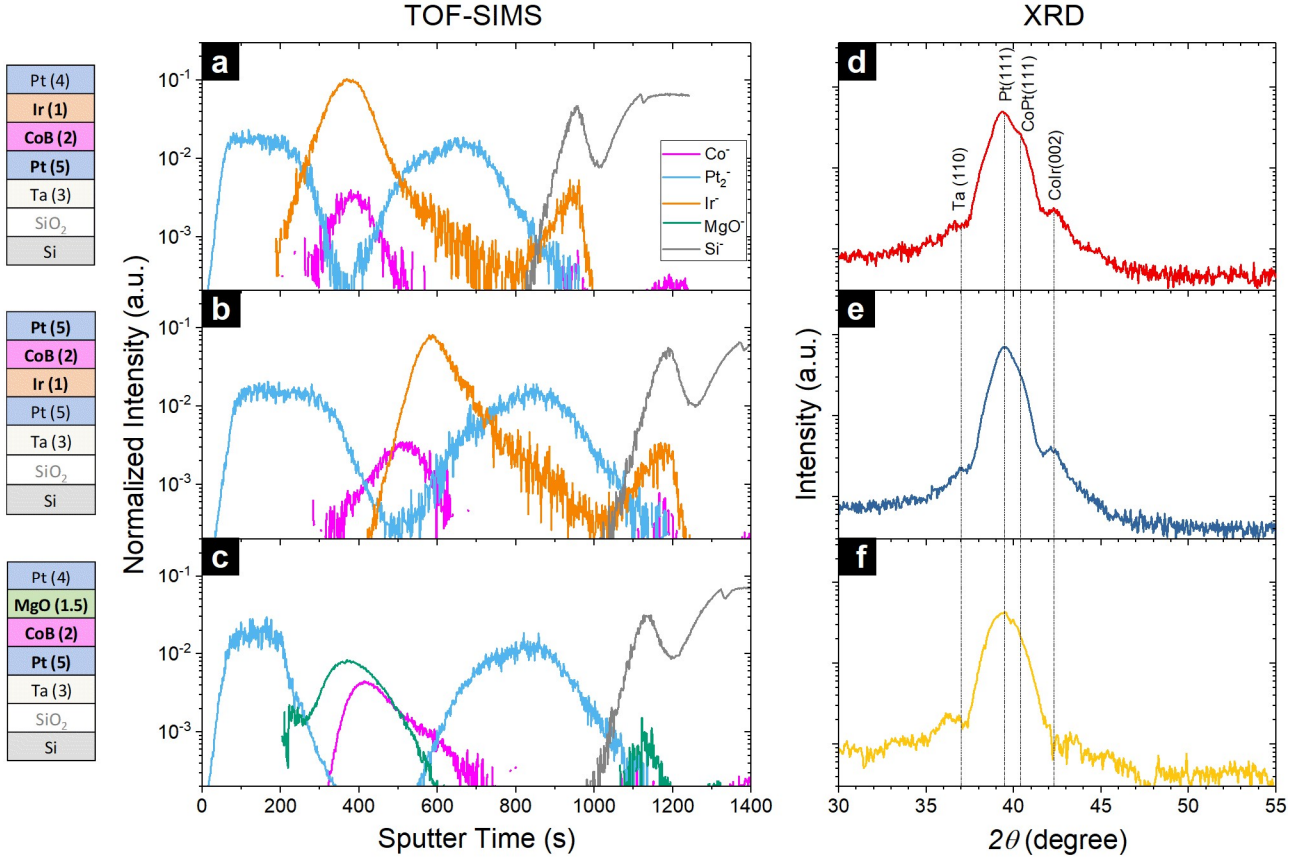 TOF-SIMS
XRD
Pt (4)
Ir (1)
CoB (2)
Pt (5)
Ta (3)
SiO₂
Si
Pt (5)
CoB (2)
Ir (1)
Pt (5)
Ta (3)
SiO₂
Si
Pt (4)
MgO (1.5)
CoB (2)
Pt (5)
Ta (3)
SiO₂
Si
Normalized Intensity (a.u.)
a
10⁻¹
10⁻²
10⁻³
Co⁻
Pt₂⁻
Ir⁻
MgO⁻
Si⁻
b
10⁻¹
10⁻²
10⁻³
c
10⁻¹
10⁻²
10⁻³
0 200 400 600 800 1000 1200 1400
Sputter Time (s)
Intensity (a.u.)
d
Ta (110)
Pt(111)
CoPt(111)
CoIr(002)
e
f
30 35 40 45 50 55
2θ (degree)